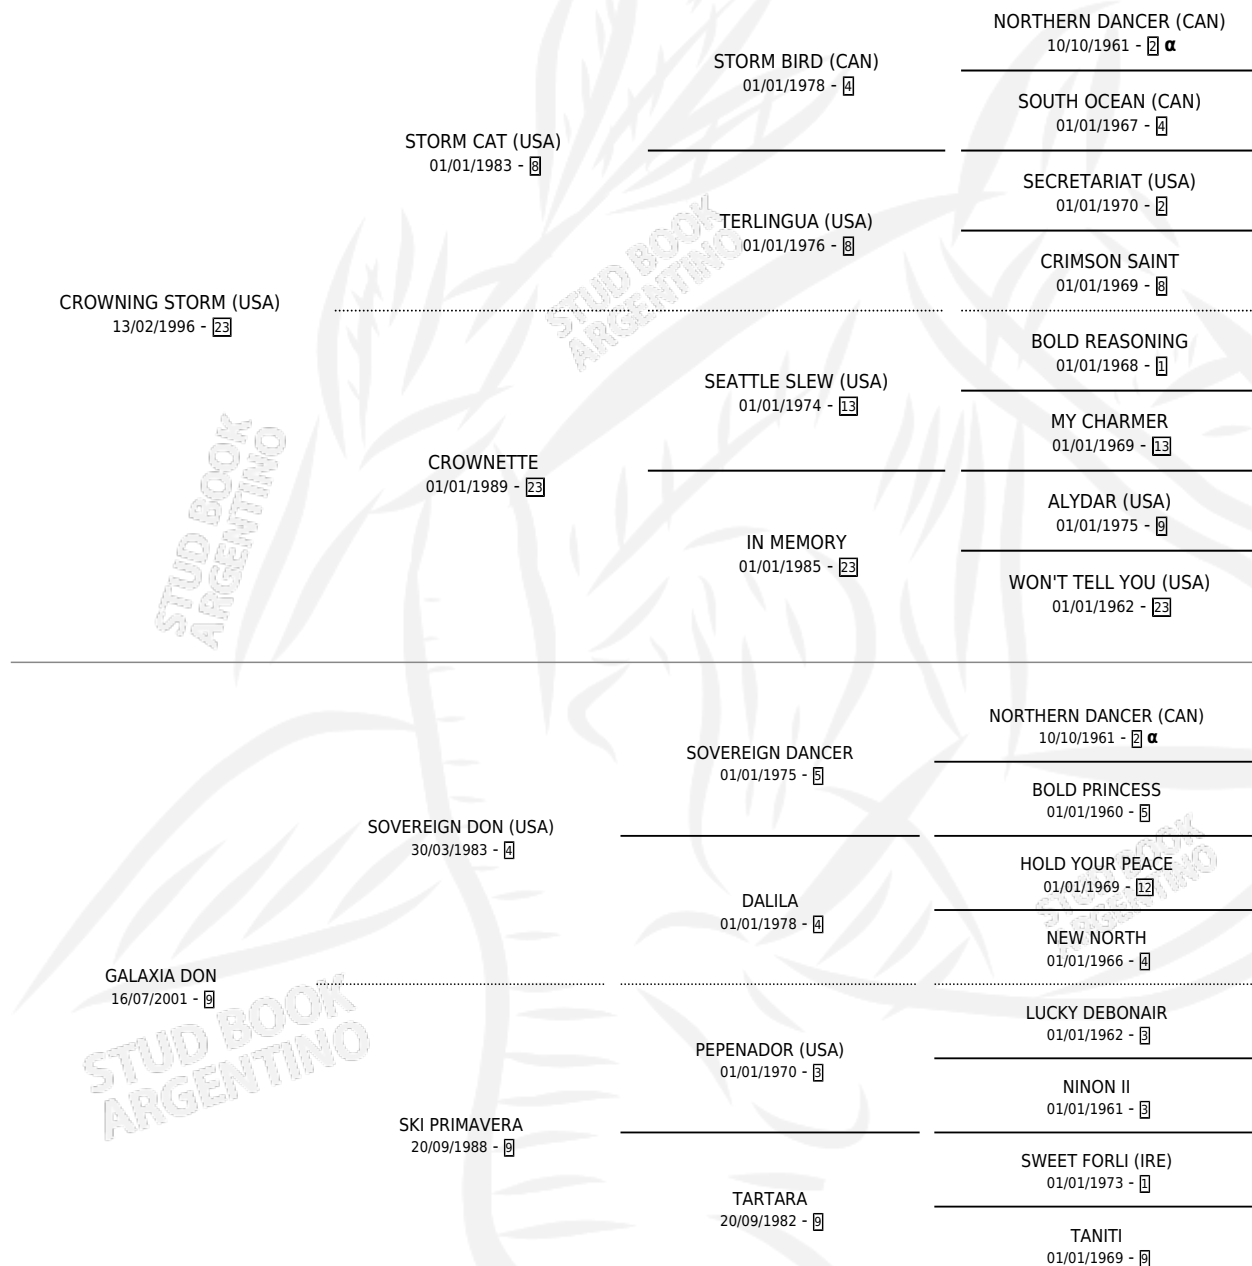 NORTHERN DANCER (CAN)
10/10/1961 - 2 α
STORM BIRD (CAN)
01/01/1978 - 4
SOUTH OCEAN (CAN)
01/01/1967 - 4
STORM CAT (USA)
01/01/1983 - 8
SECRETARIAT (USA)
01/01/1970 - 2
TERLINGUA (USA)
01/01/1976 - 8
CRIMSON SAINT
01/01/1969 - 8
CROWNING STORM (USA)
13/02/1996 - 23
BOLD REASONING
01/01/1968 - 1
SEATTLE SLEW (USA)
01/01/1974 - 13
MY CHARMER
01/01/1969 - 13
CROWNETTE
01/01/1989 - 23
ALYDAR (USA)
01/01/1975 - 9
IN MEMORY
01/01/1985 - 23
WON'T TELL YOU (USA)
01/01/1962 - 23
NORTHERN DANCER (CAN)
10/10/1961 - 2 α
SOVEREIGN DANCER
01/01/1975 - 5
BOLD PRINCESS
01/01/1960 - 5
SOVEREIGN DON (USA)
30/03/1983 - 4
HOLD YOUR PEACE
01/01/1969 - 12
DALILA
01/01/1978 - 4
NEW NORTH
01/01/1966 - 4
GALAXIA DON
16/07/2001 - 9
LUCKY DEBONAIR
01/01/1962 - 3
PEPENADOR (USA)
01/01/1970 - 3
NINON II
01/01/1961 - 3
SKI PRIMAVERA
20/09/1988 - 9
SWEET FORLI (IRE)
01/01/1973 - 1
TARTARA
20/09/1982 - 9
TANITI
01/01/1969 - 9
STUD BOOK
ARGENTINO
STUD BOOK
ARGENTINO
STUD BOOK
ARGENTINO
STUD BOOK
ARGENTINO